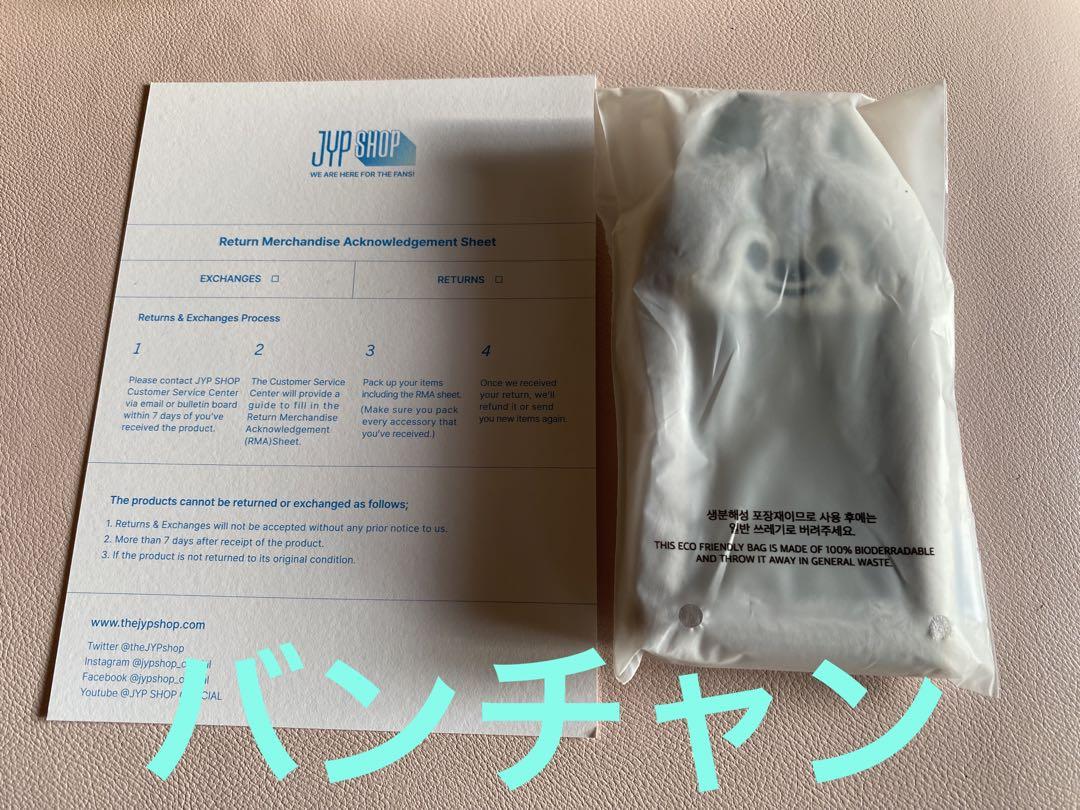 JYP SHOP
WE ARE HERE FOR THE FANS!
Return Merchandise Acknowledgement Sheet
EXCHANGES □
RETURNS □
Returns & Exchanges Process
1
Please contact JYP SHOP
Customer Service Center
via email or bulletin board
within 7 days of you've
received the product.
2
The Customer Service
Center will provide a
guide to fill in the
Return Merchandise
Acknowledgement
(RMA)Sheet.
3
Pack up your items
including the RMA sheet.
(Make sure you pack
every accessory that
you've received.)
4
Once we received
your return, we'll
refund it or send
you new items again.
The products cannot be returned or exchanged as follows;
1. Returns & Exchanges will not be accepted without any prior notice to us.
2. More than 7 days after receipt of the product.
3. If the product is not returned to its original condition.
www.thejypshop.com
Twitter @theJYPshop
Instagram
Facebook
Youtube @JYP SHOP
생분해성 포장재이므로 사용 후에는
일반 쓰레기로 버려주세요.
THIS ECO FRIENDLY BAG IS MADE OF 100% BIODERRADABLE
AND THROW IT AWAY IN GENERAL WASTE.
バンチャン